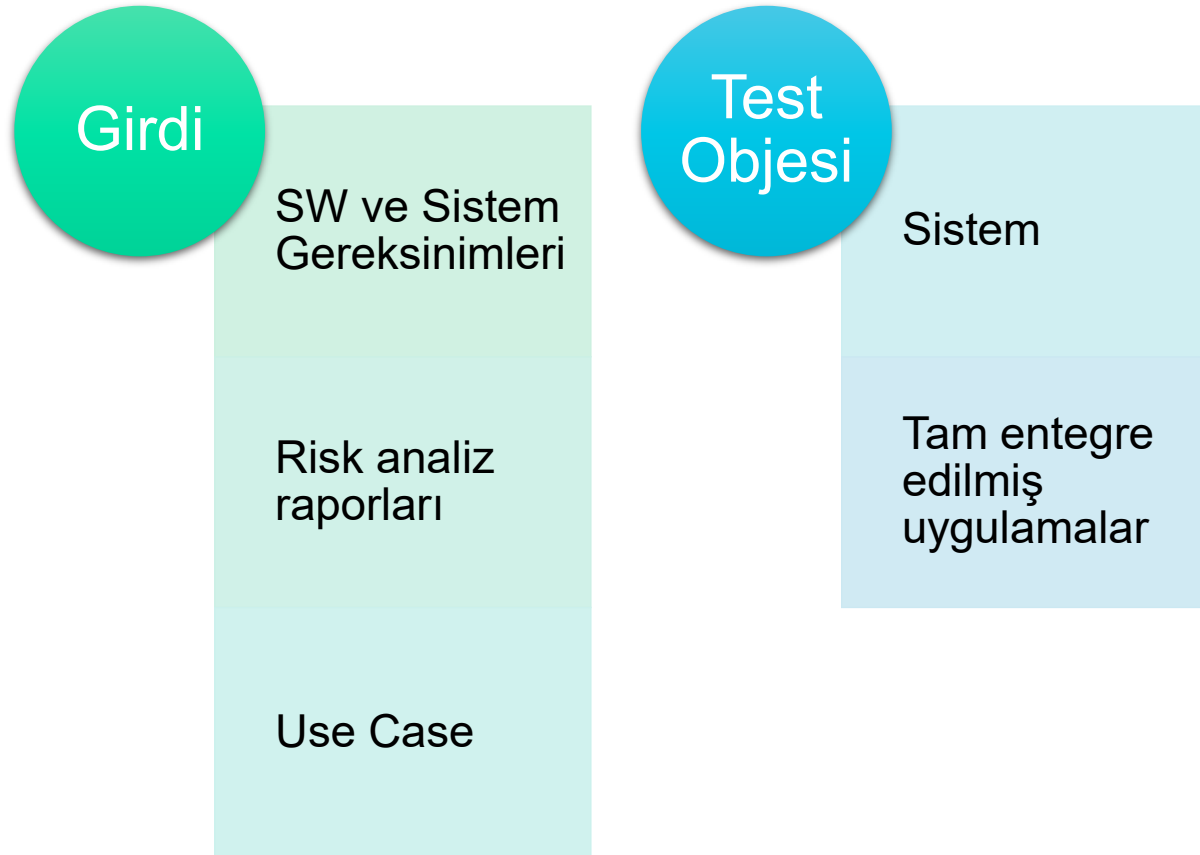 Girdi
SW ve Sistem
Gereksinimleri
Risk analiz
raporları
Use Case
Test
Objesi
Sistem
Tam entegre
edilmiş
uygulamalar